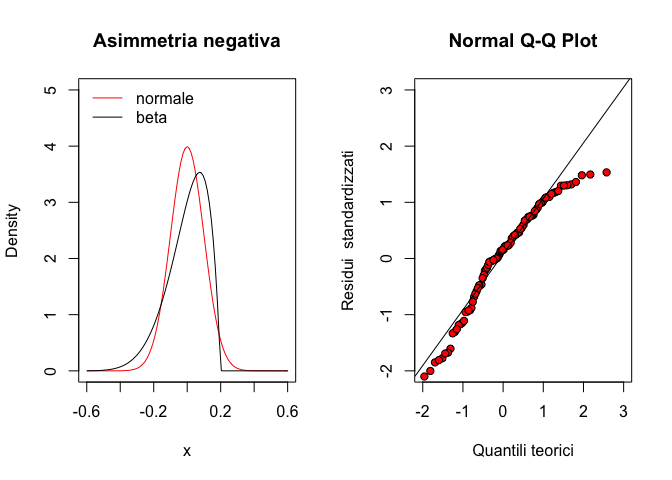 Asimmetria negativa
Density
5
4
3
2
1
0
normale
beta
-0.6
-0.2
0.2
0.6
x
Normal Q-Q Plot
Residui standardizzati
3
2
1
0
-1
-2
-2
-1
0
1
2
3
Quantili teorici